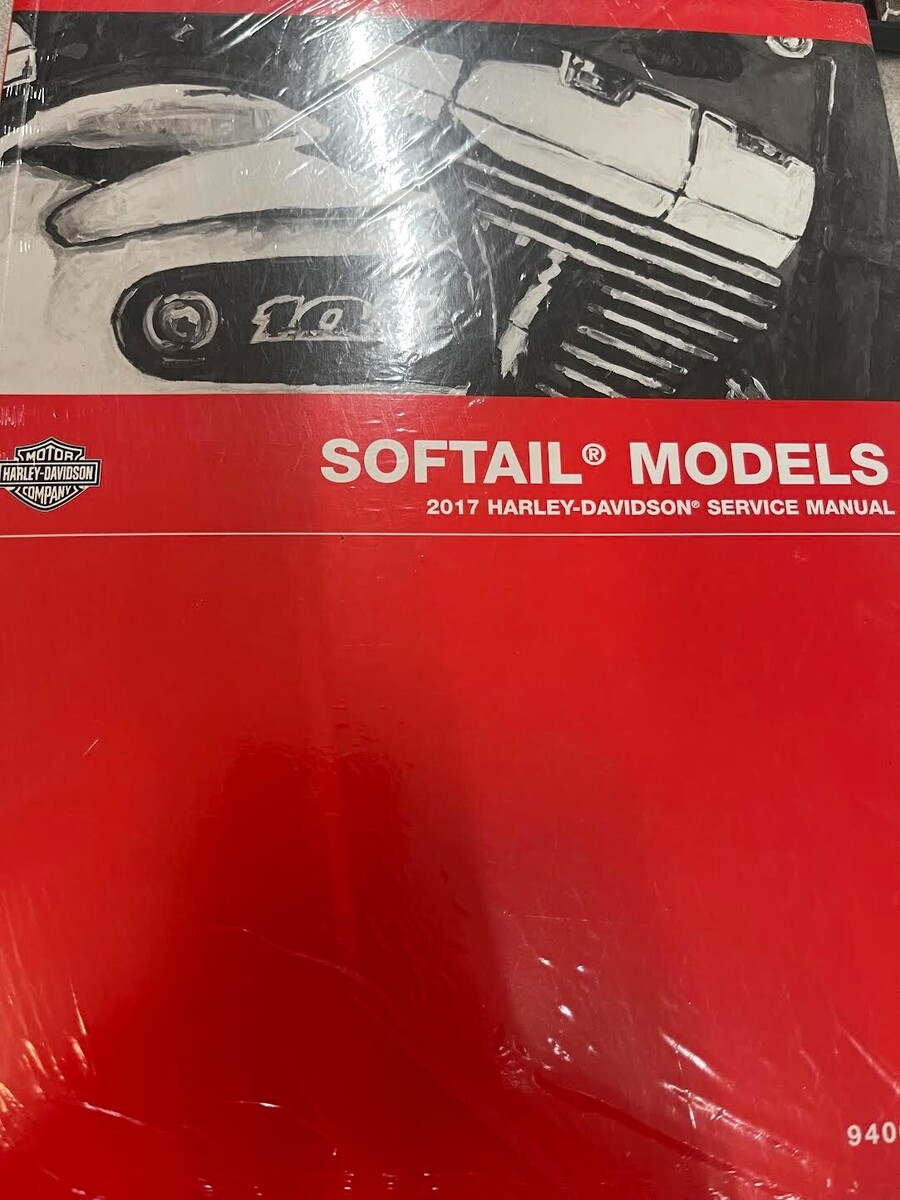 MOTOR
HARLEY-DAVIDSON
COMPANY
SOFTAIL® MODELS
2017 HARLEY-DAVIDSON® SERVICE MANUAL